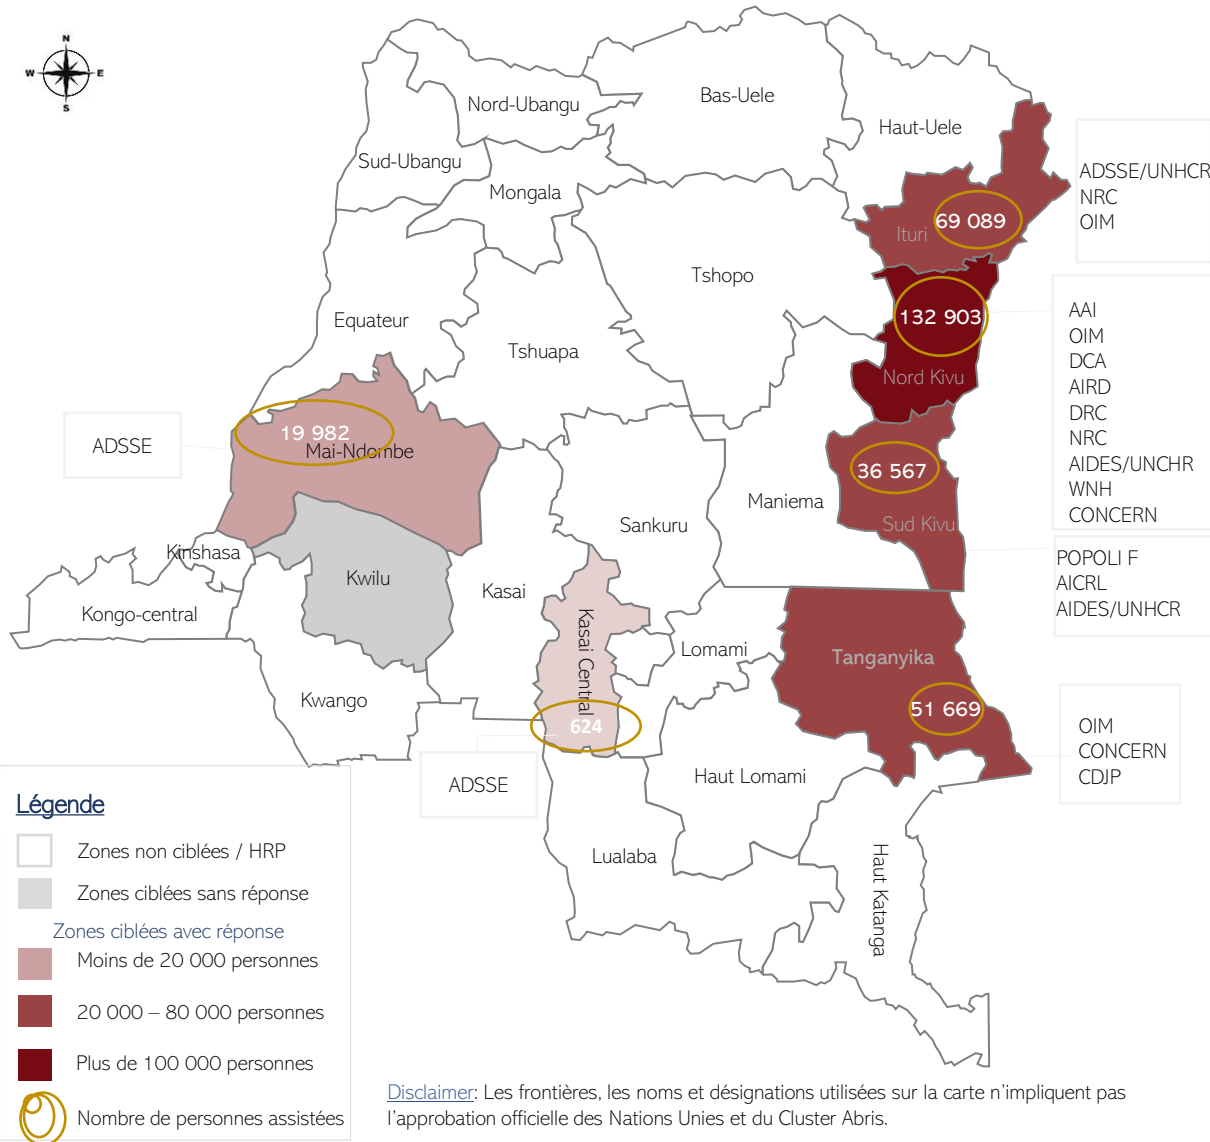 N
W
E
S
Nord-Ubangu
Bas-Uele
Haut-Uele
Sud-Ubangu
Mongala
ADSSE/UNHCR
NRC
OIM
Ituri
69 089
Tshopo
Equateur
Tshuapa
132 903
Nord Kivu
AAI
OIM
DCA
AIRD
DRC
NRC
AIDES/UNCHR
WNH
CONCERN
ADSSE
19 982
Mai-Ndombe
36 567
Sud Kivu
Maniema
Sankuru
Kinshasa
Kwilu
Kasai
Kongo-central
Kasai Central
POPOLI F
AICRL
AIDES/UNHCR
Lomami
Tanganyika
Kwango
51 669
624
OIM
CONCERN
CDJP
ADSSE
Haut Lomami
Lualaba
Haut Katanga
Légende
Zones non ciblées / HRP
Zones ciblées sans réponse
Zones ciblées avec réponse
Moins de 20 000 personnes
20 000 – 80 000 personnes
Plus de 100 000 personnes
Nombre de personnes assistées
Disclaimer: Les frontières, les noms et désignations utilisées sur la carte n'impliquent pas
l'approbation officielle des Nations Unies et du Cluster Abris.